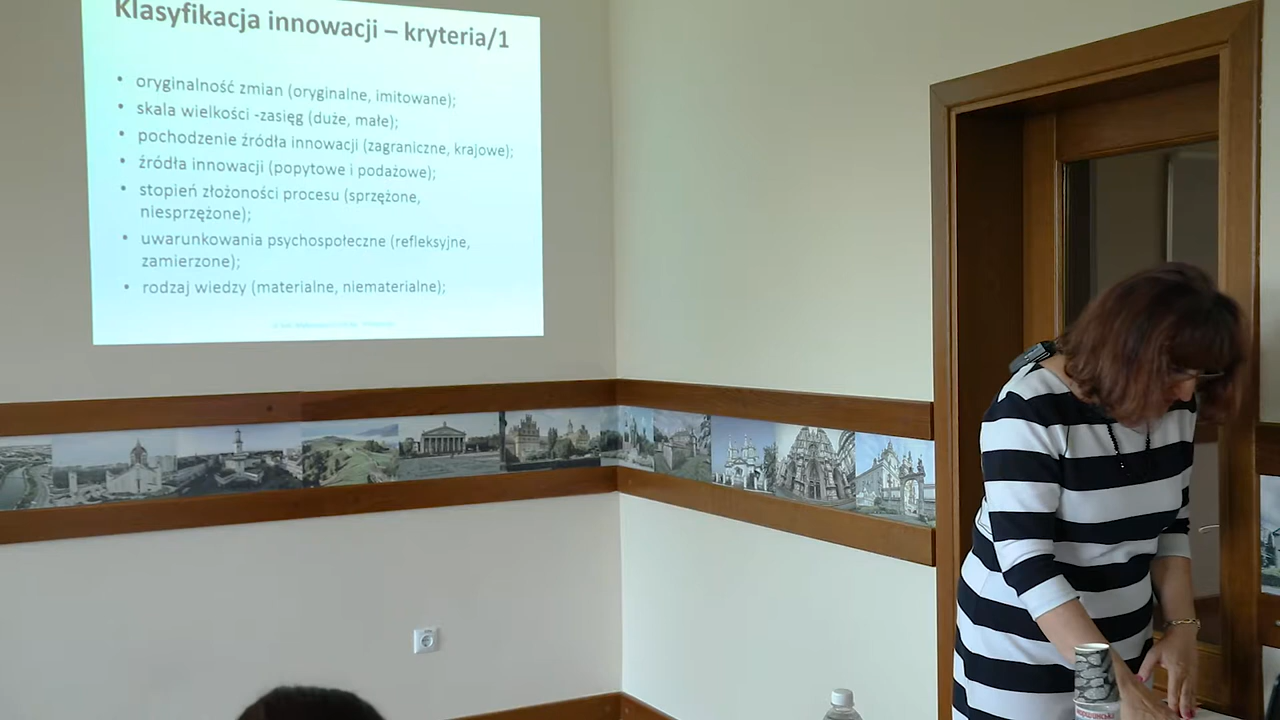 Klasyfikacja innowacji – kryteria/1
• oryginalność zmian (oryginalne, imitowane);
• skala wielkości -zasięg (duże, małe);
• pochodzenie źródła innowacji (zagraniczne, krajowe);
• źródła innowacji (popytowe i podażowe);
• stopień złożoności procesu (sprzężone,
niesprzężone);
• uwarunkowania psychospołeczne (refleksyjne,
zamierzone);
• rodzaj wiedzy (materialne, niematerialne);